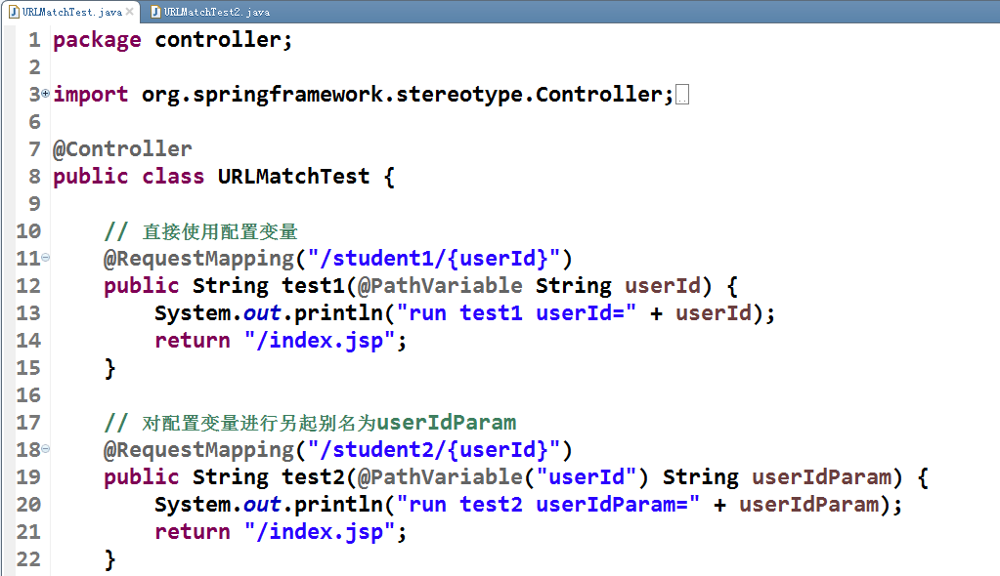 URLMatchTest.java URLMatchTest2.java
1 package controller;
2
3 import org.springframework.stereotype.Controller;
6
7 @Controller
8 public class URLMatchTest {
9
10 // 直接使用配置变量
11 @RequestMapping("/student1/{userId}")
12 public String test1(@PathVariable String userId) {
13 System.out.println("run test1 userId=" + userId);
14 return "/index.jsp";
15 }
16
17 // 对配置变量进行另起别名为userIdParam
18 @RequestMapping("/student2/{userId}")
19 public String test2(@PathVariable("userId") String userIdParam) {
20 System.out.println("run test2 userIdParam=" + userIdParam);
21 return "/index.jsp";
22 }